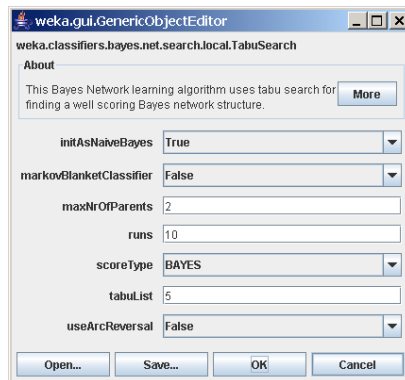 weka.gui.GenericObjectEditor
weka.classifiers.bayes.net.search.local.TabuSearch
About
This Bayes Network learning algorithm uses tabu search for
finding a well scoring Bayes network structure.
More
initAsNaiveBayes True
markovBlanketClassifier False
maxNrOfParents 2
runs 10
scoreType BAYES
tabuList 5
useArcReversal False
Open... Save... OK Cancel